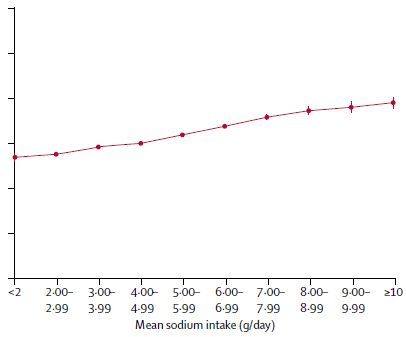 <2 2·00– 3·00– 4·00– 5·00– 6·00– 7·00– 8·00– 9·00– ≥10
2·99 3·99 4·99 5·99 6·99 7·99 8·99 9·99
Mean sodium intake (g/day)